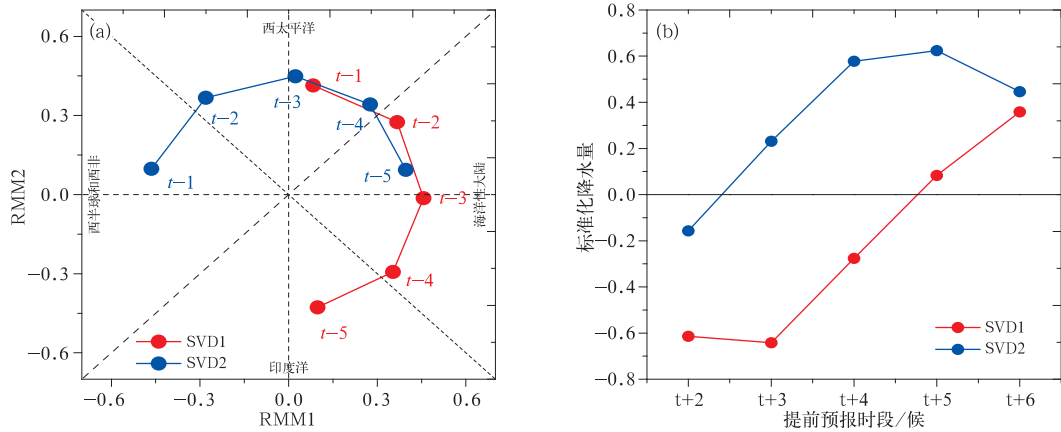 (a)
西太平洋
0.6
0.3
0.0
−0.3
−0.6
RMM2
西半球和西非
海洋性大陆
印度洋
t−1
t−2
t−3
t−4
t−5
t−1
t−2
t−3
t−4
t−5
SVD1
SVD2
−0.6
−0.3
0.0
0.3
0.6
RMM1
(b)
0.8
0.6
0.4
0.2
0.0
−0.2
−0.4
−0.6
−0.8
标准化降水量
SVD1
SVD2
t+2
t+3
t+4
t+5
t+6
提前预报时段/候